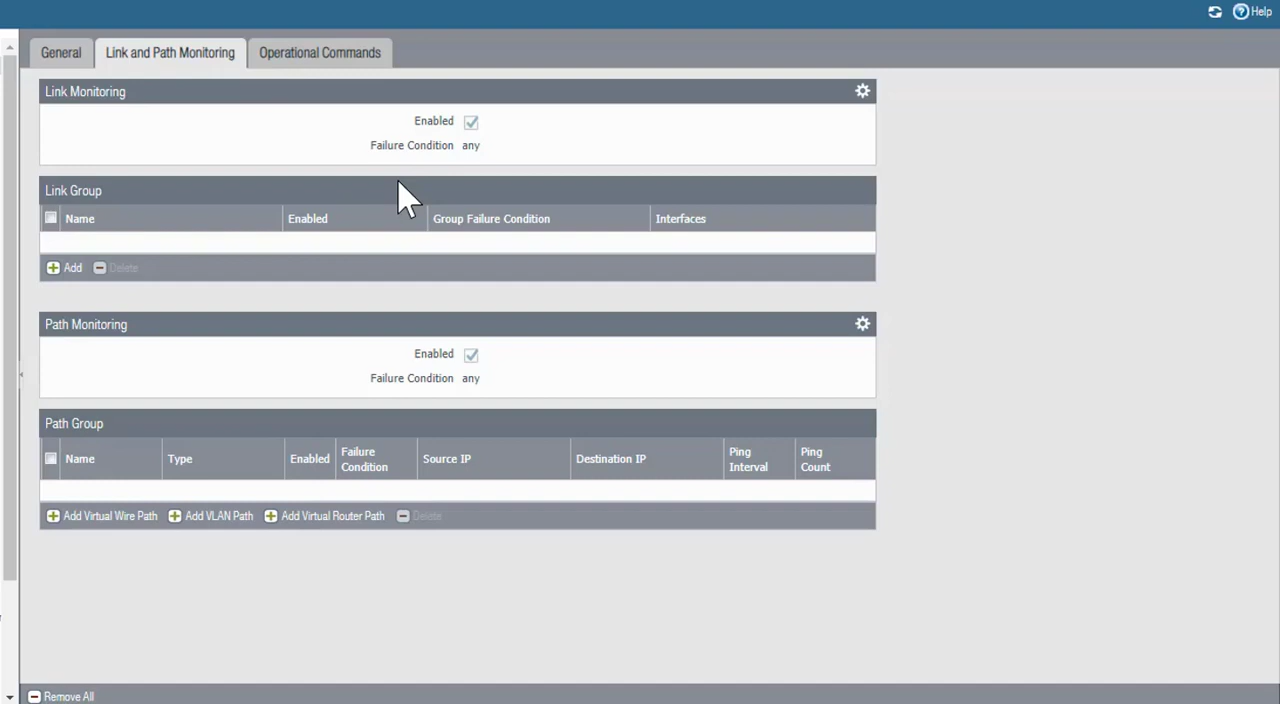 Help
General Link and Path Monitoring Operational Commands
Link Monitoring
Enabled
Failure Condition any
Link Group
Name Enabled Group Failure Condition Interfaces
Add Delete
Path Monitoring
Enabled
Failure Condition any
Path Group
Name Type Enabled Failure Condition Source IP Destination IP Ping Interval Ping Count
Add Virtual Wire Path Add VLAN Path Add Virtual Router Path Delete
Remove All